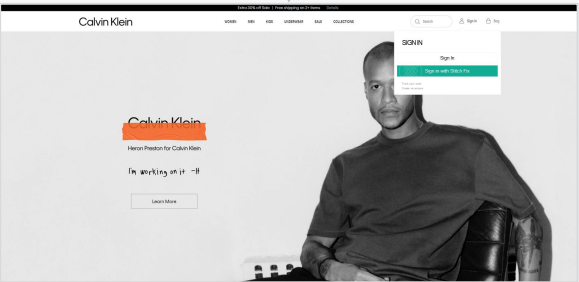 Extra 30% off Sale | Free shipping on 3+ items Details
Calvin Klein
WOMEN MEN KIDS UNDERWEAR SALE COLLECTIONS
Search
Sign In
Bag
SIGN IN
Sign In
Sign in with Stitch Fix
Calvin Klein
Heron Preston for Calvin Klein
I'm working on it ~H
Learn More